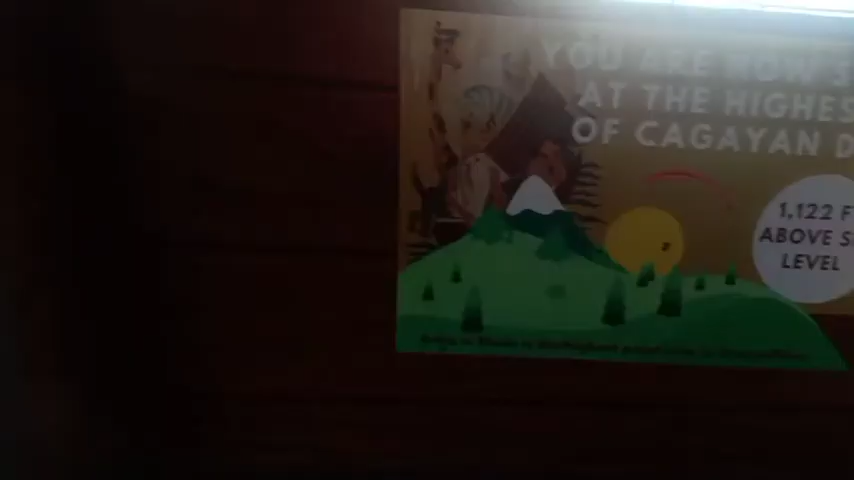 YOU ARE NOW S
AT THE HIGHES
OF CAGAYAN D
1,122 F
ABOVE S
LEVEL